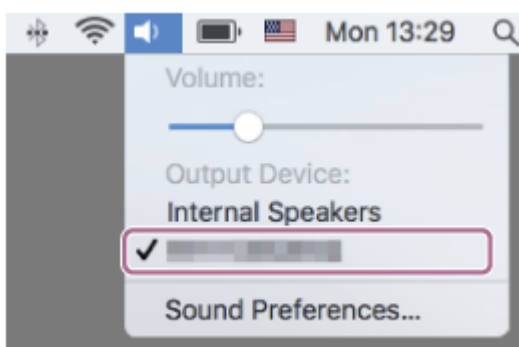 Mon 13:29
Volume:
Output Device:
Internal Speakers
Sound Preferences...